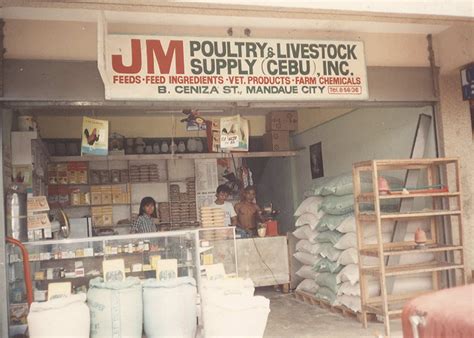 JM POULTRY & LIVESTOCK
SUPPLY (CEBU), INC.
FEEDS · FEED INGREDIENTS · VET. PRODUCTS · FARM CHEMICALS
B. CENIZA ST., MANDAUE CITY